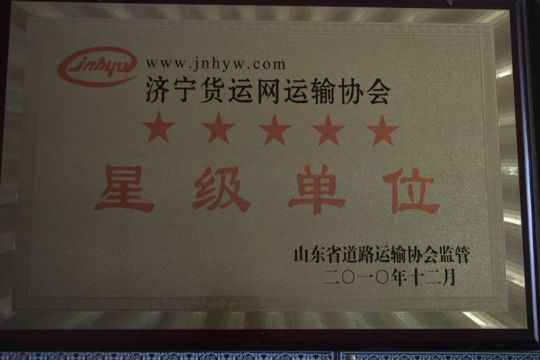 jnhyw
www.jnhyw.com
济宁货运网运输协会
★★★★★
星级单位
山东省道路运输协会监管
二〇一〇年十二月